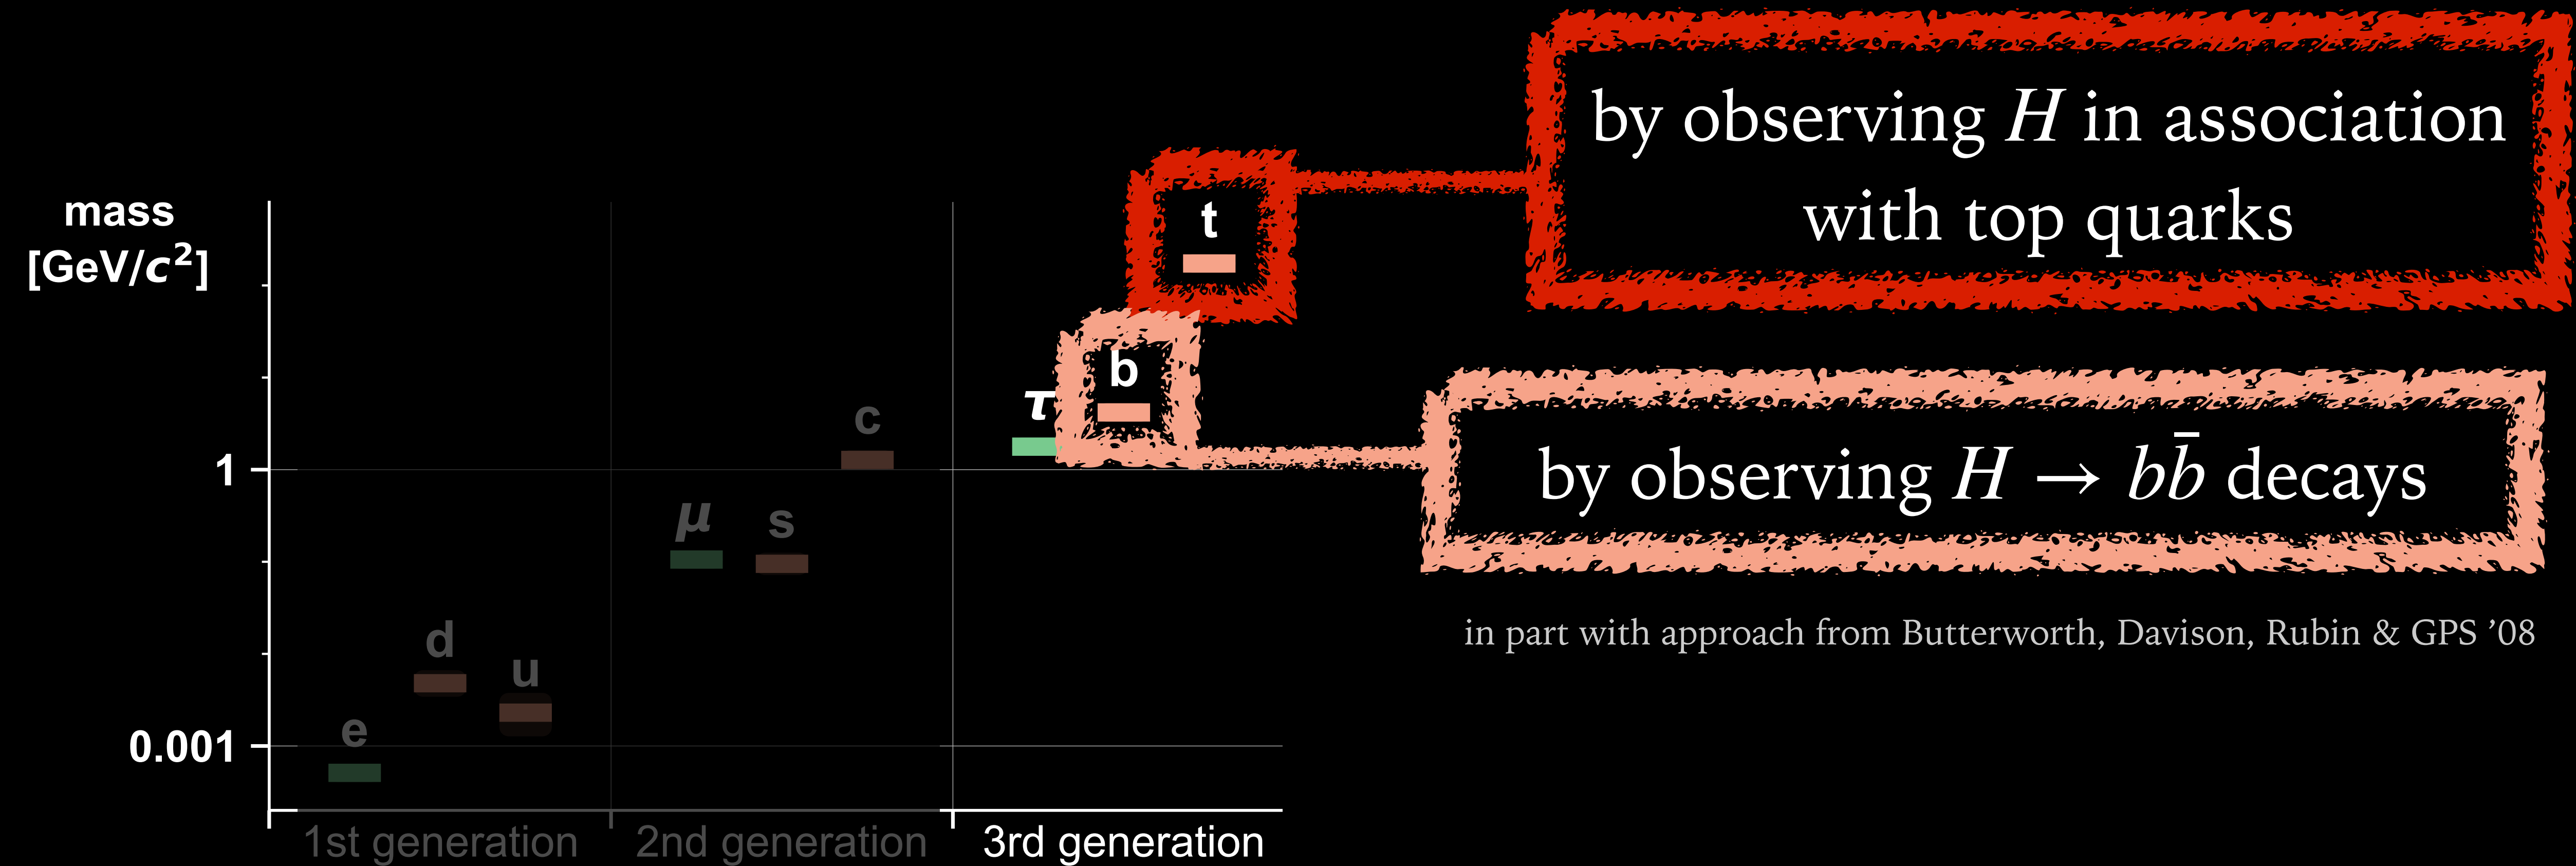 by observing H in association
with top quarks
mass
[GeV/c²]
t
b
τ
by observing H → bb̄ decays
c
1
μ
s
in part with approach from Butterworth, Davison, Rubin & GPS ’08
d
u
e
0.001
1st generation
2nd generation
3rd generation